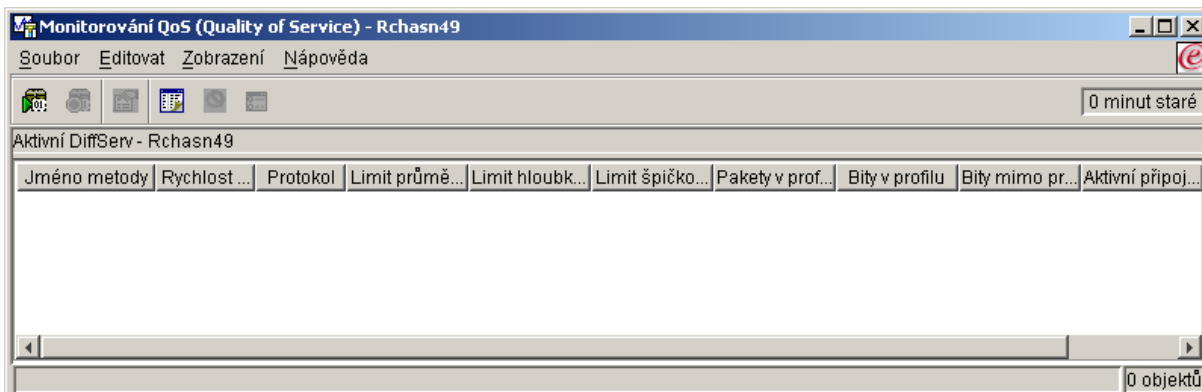 Monitorování QoS (Quality of Service) - Rchasn49
Soubor Editovat Zobrazení Nápověda
0 minut staré
Aktivní DiffServ - Rchasn49
Jméno metody Rychlost ... Protokol Limit průmě... Limit hloubk... Limit špičko... Pakety v prof... Bity v profilu Bity mimo pr... Aktivní připoj...
0 objektů